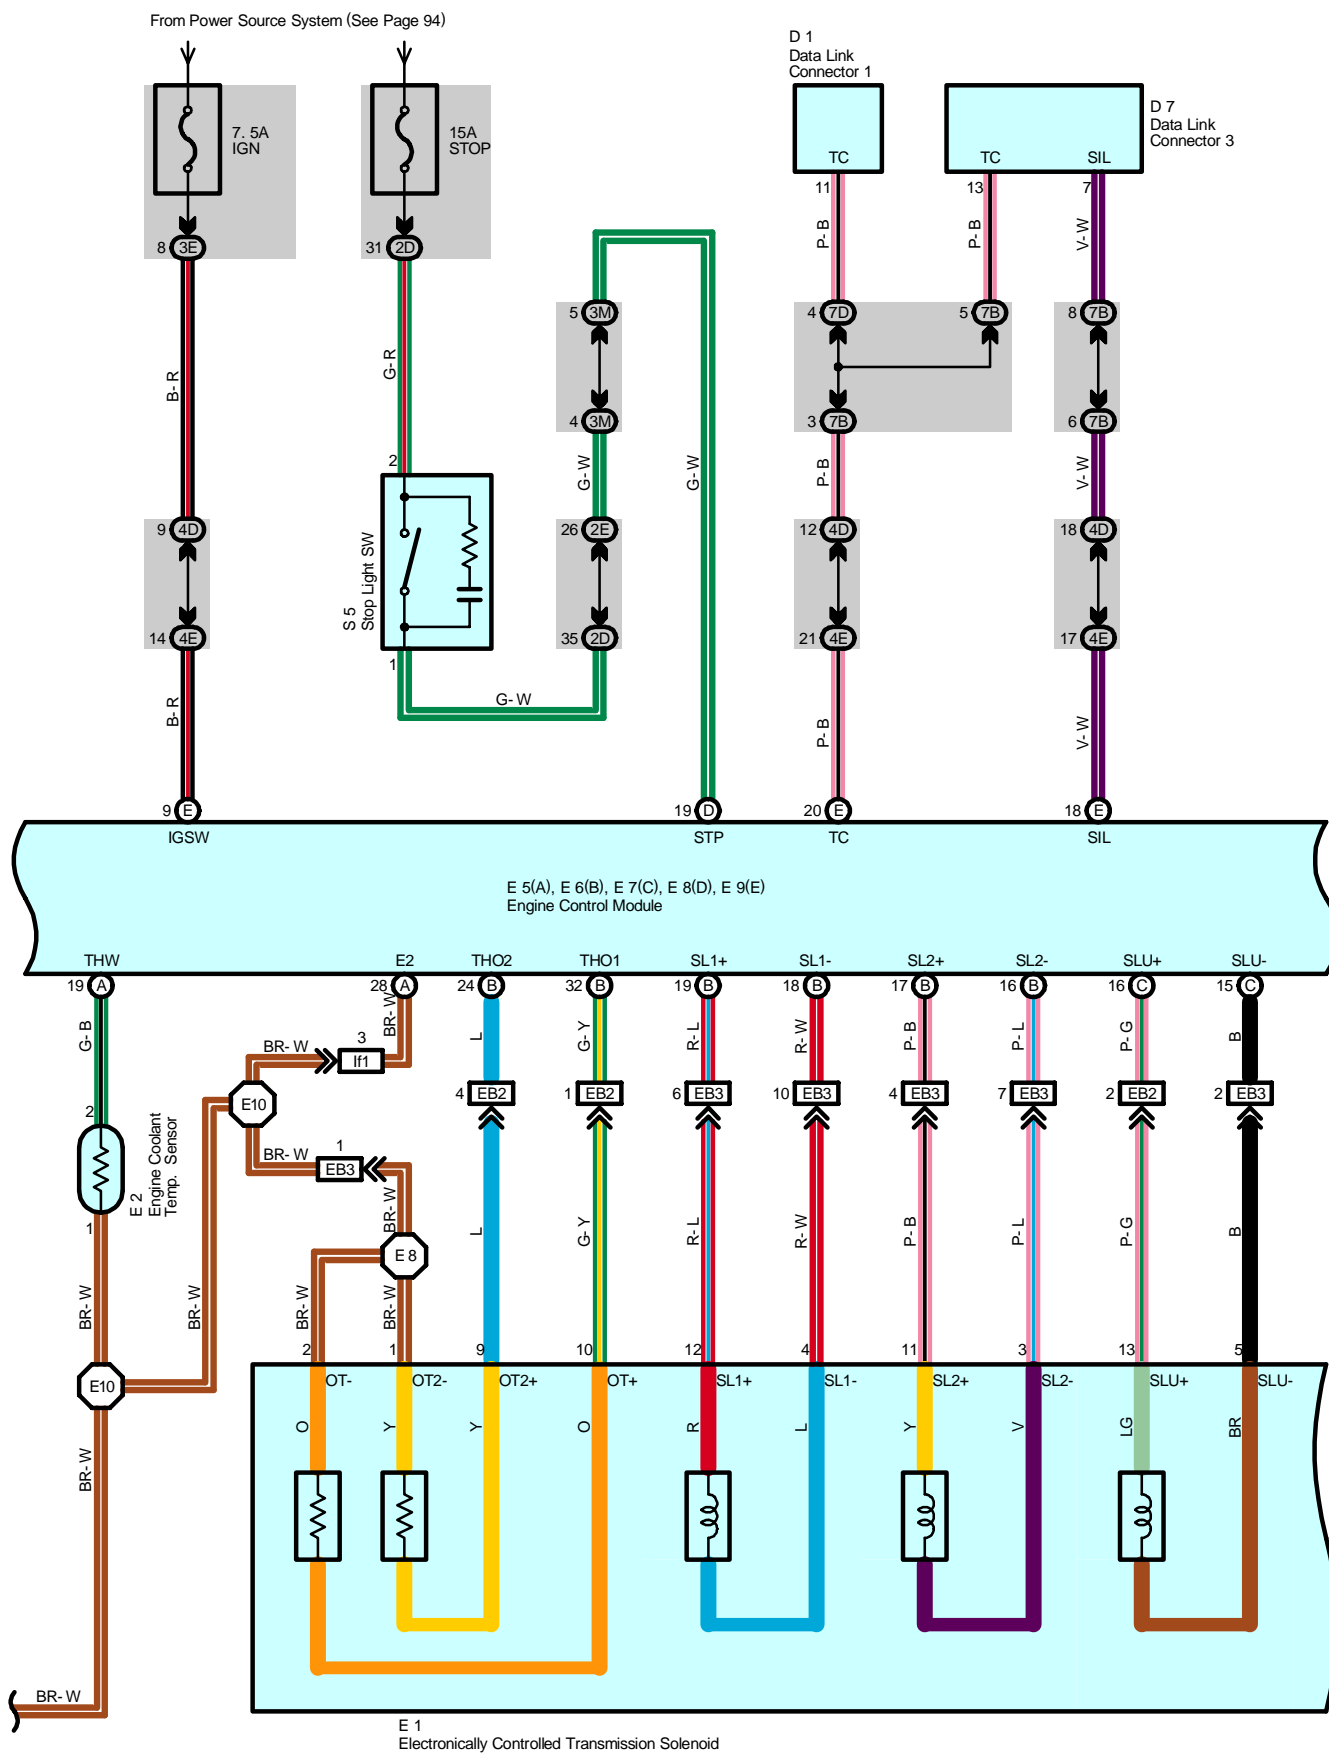 From Power Source System (See Page 94)
D 1
Data Link
Connector 1
D 7
Data Link
Connector 3
7. 5A
IGN
15A
STOP
TC
TC
SIL
11
13
7
P- B
P- B
V- W
8 3E
31 2D
5 3M
4 7D
5 7B
8 7B
B- R
G- R
4 3M
3 7B
6 7B
2
G- W
G- W
P- B
V- W
9 4D
26 2E
12 4D
18 4D
S 5
Stop Light SW
14 4E
35 2D
21 4E
17 4E
1
G- W
B- R
P- B
V- W
9 E
19 D
20 E
18 E
IGSW
STP
TC
SIL
E 5(A), E 6(B), E 7(C), E 8(D), E 9(E)
Engine Control Module
THW
E2
THO2
THO1
SL1+
SL1-
SL2+
SL2-
SLU+
SLU-
19 A
28 A
24 B
32 B
19 B
18 B
17 B
16 B
16 C
15 C
G- B
BR- W
L
G- Y
R- L
R- W
P- B
P- L
P- G
B
BR- W
3
If1
2
E10
4 EB2
1 EB2
6 EB3
10 EB3
4 EB3
7 EB3
2 EB2
2 EB3
E 2
Engine Coolant
Temp. Sensor
BR- W
1
EB3
1
BR- W
L
G- Y
R- L
R- W
P- B
P- L
P- G
B
E 8
BR- W
BR- W
BR- W
BR- W
2
1
9
10
12
4
11
3
13
5
E10
OT-
OT2-
OT2+
OT+
SL1+
SL1-
SL2+
SL2-
SLU+
SLU-
BR- W
O
Y
Y
O
R
L
Y
V
LG
BR
BR- W
E 1
Electronically Controlled Transmission Solenoid